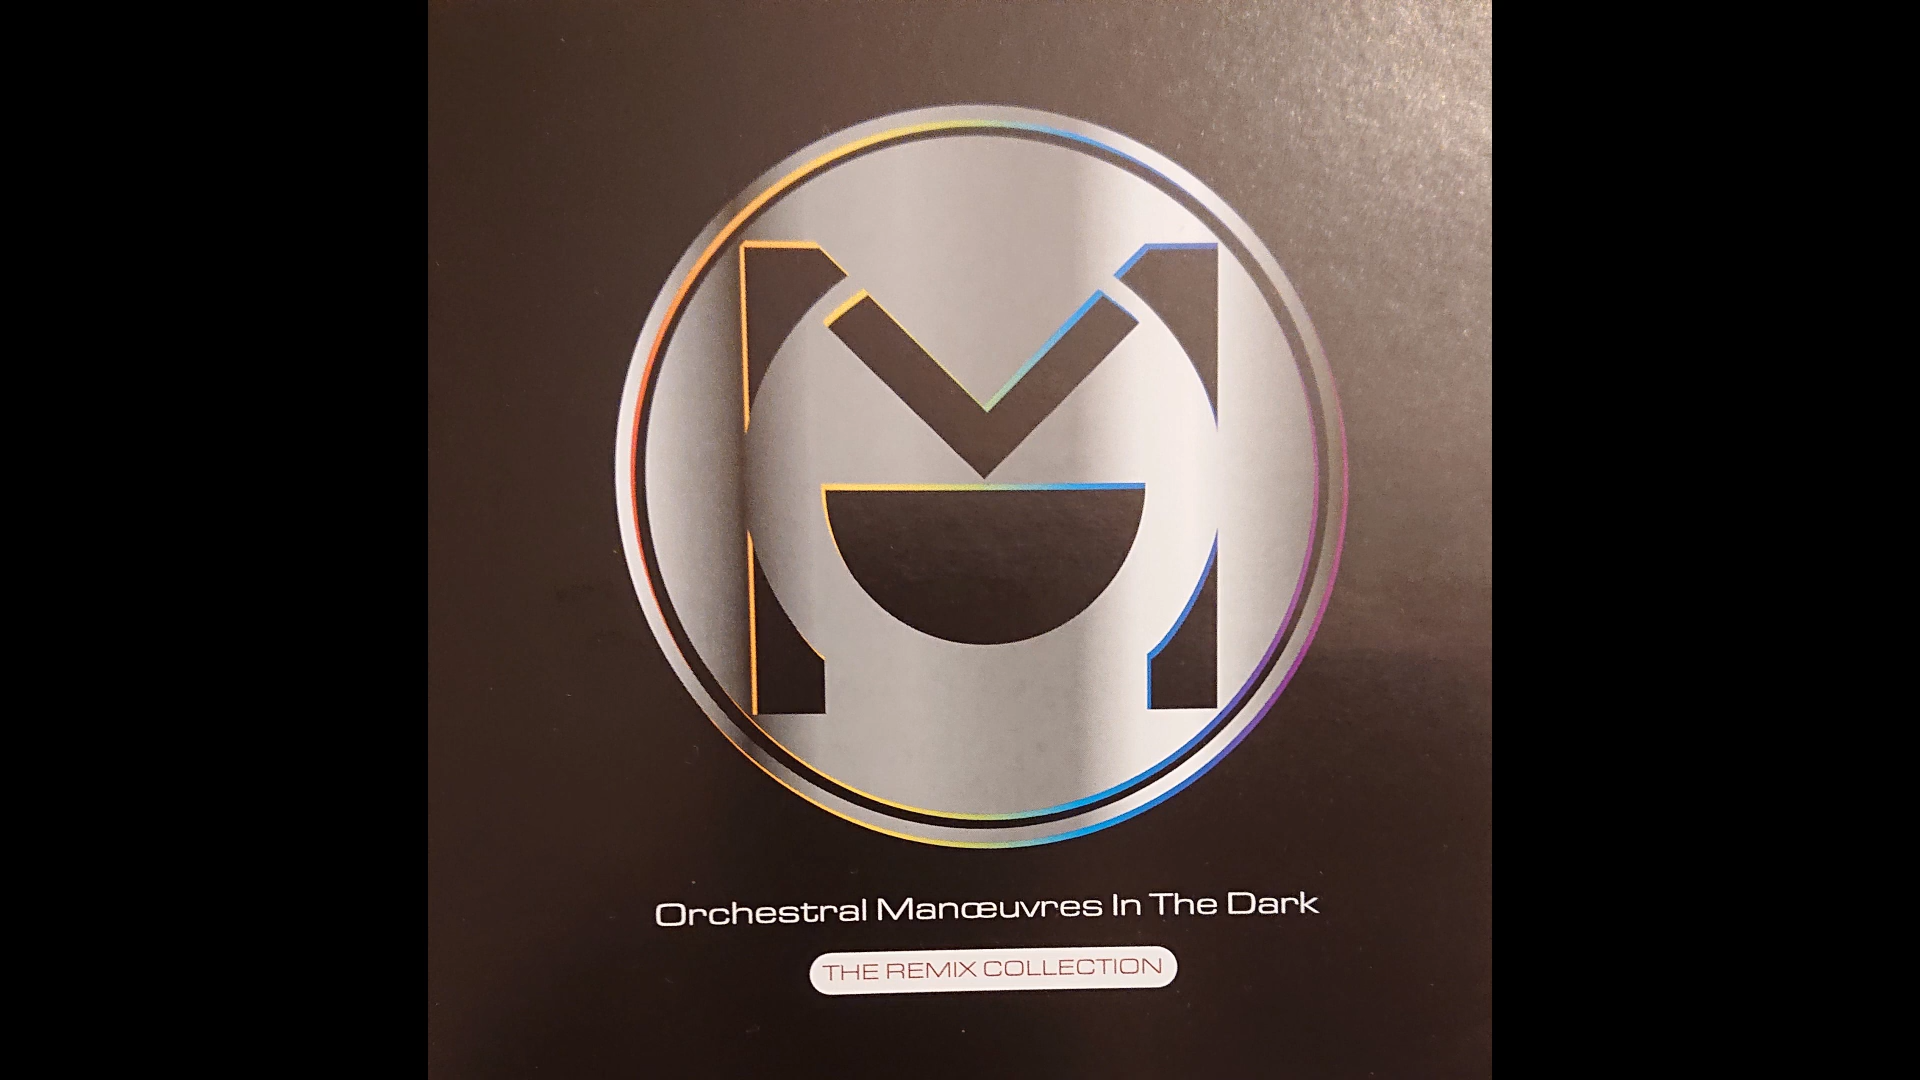 Orchestral Manœuvres In The Dark
THE REMIX COLLECTION